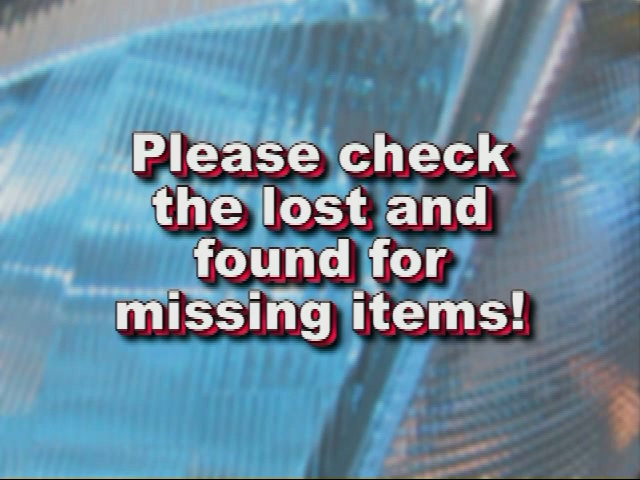 Please check
the lost and
found for
missing items!